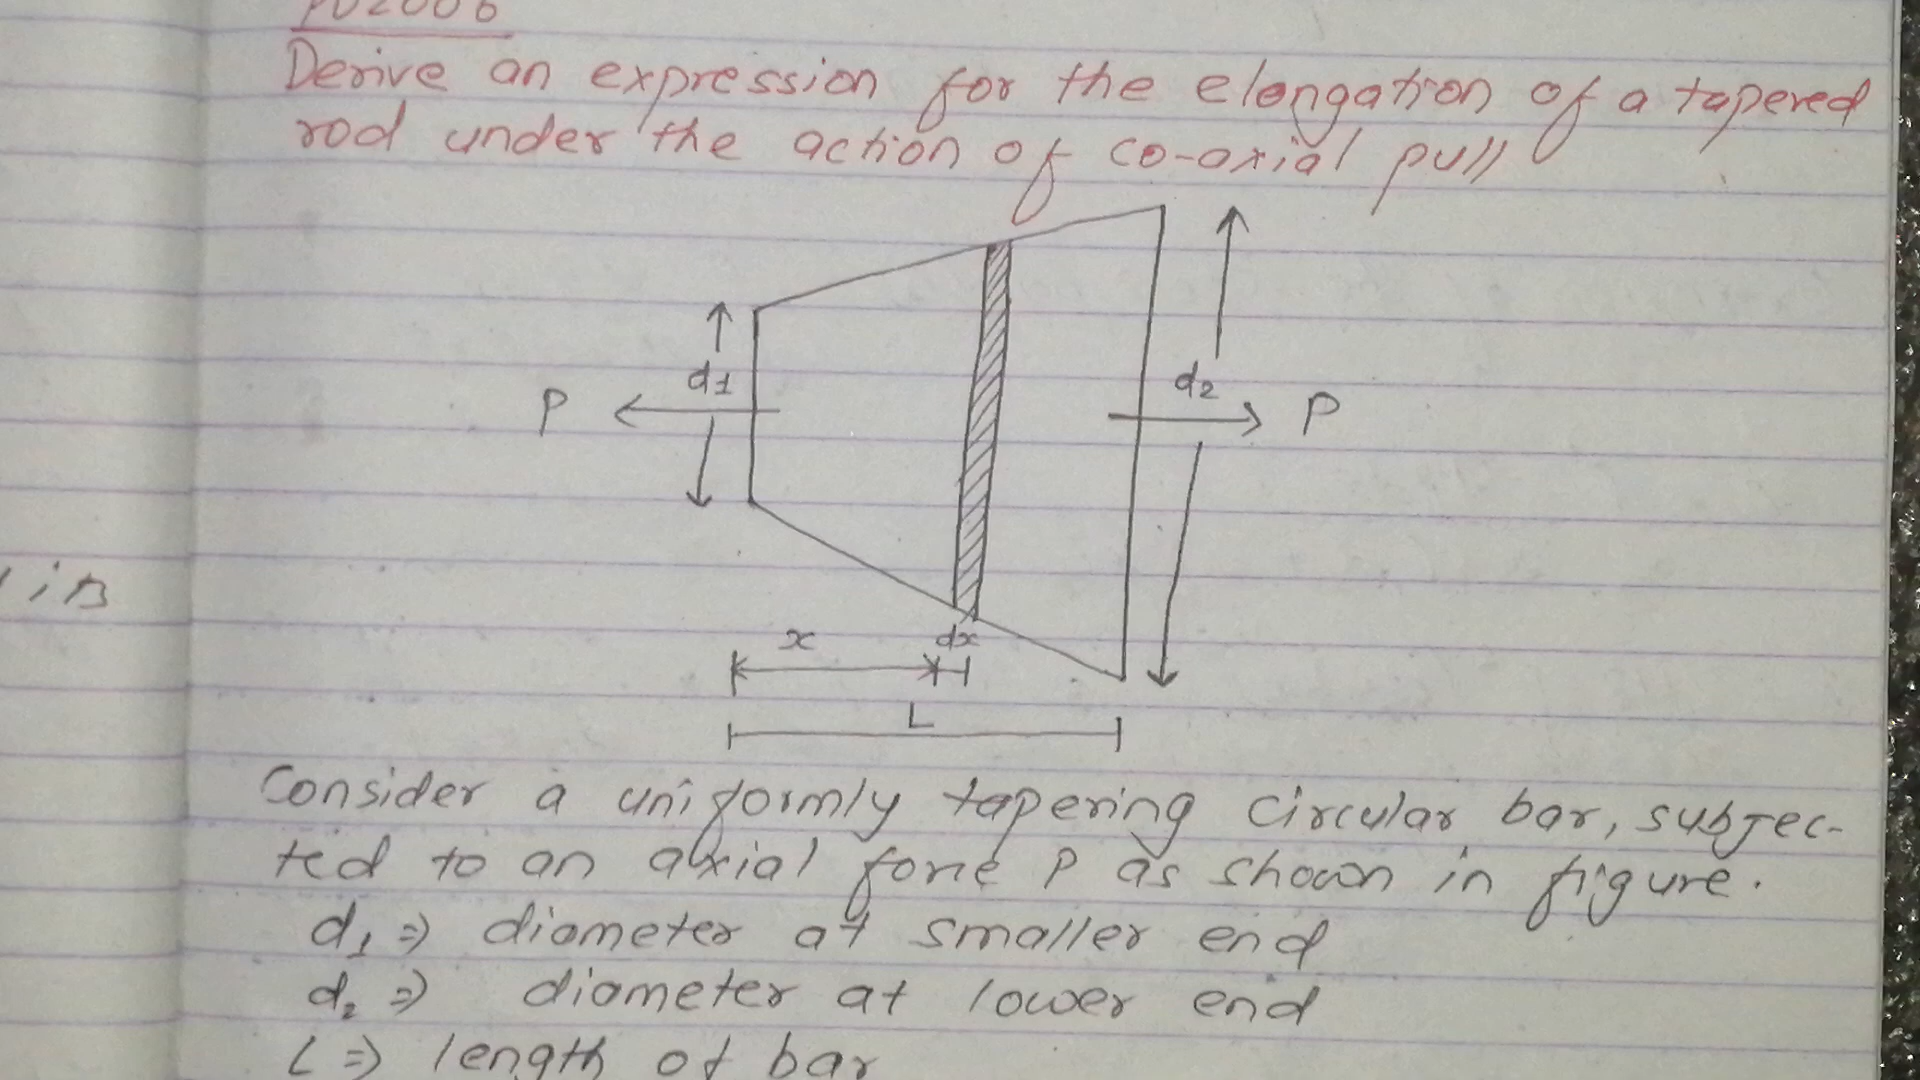 PU2006
Derive an expression for the elongation of a tapered
rod under the action of co-axial pull
d1
d2
P
P
x
dx
L
Consider a uniformly tapering circular bar, subjec-
ted to an axial force P as shown in figure.
d1 ⇒ diameter at smaller end
d2 ⇒ diameter at lower end
L ⇒ length of bar